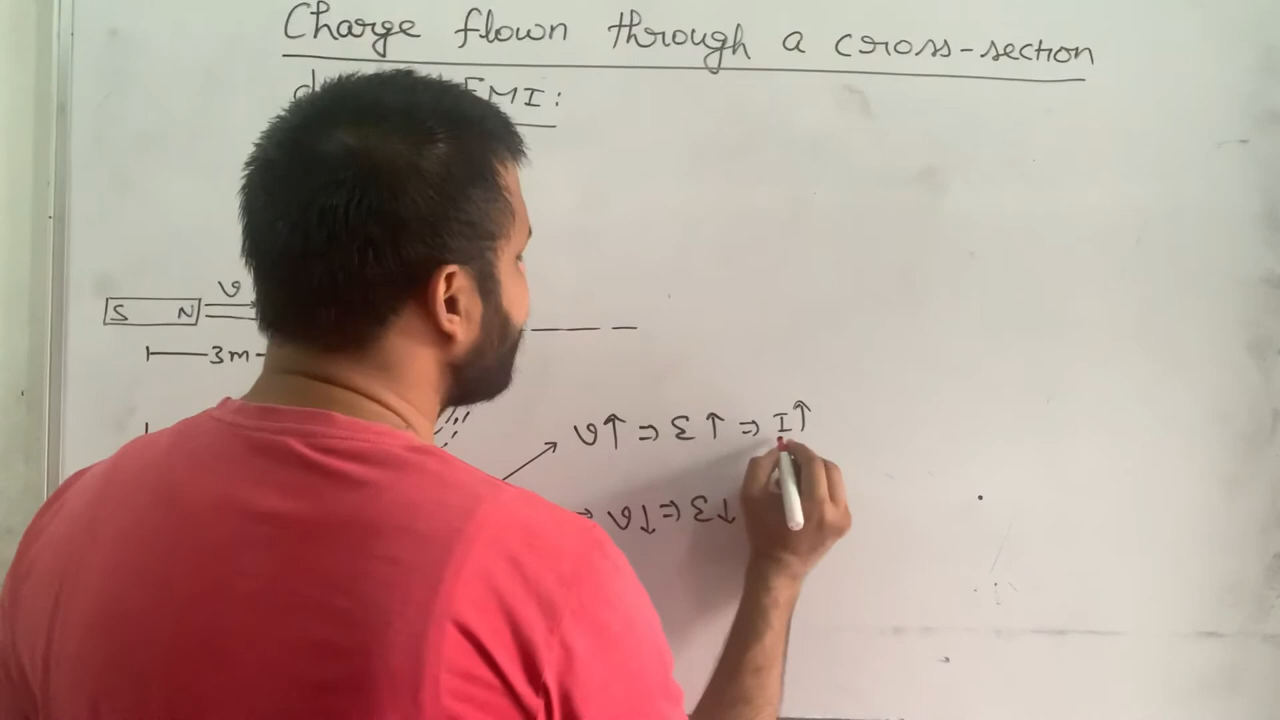 Charge flown through a cross-section
EMI:
v
S N
3m
v↑ ⇒ ε↑ ⇒ I↑
⇒ v↓ ⇒ ε↓